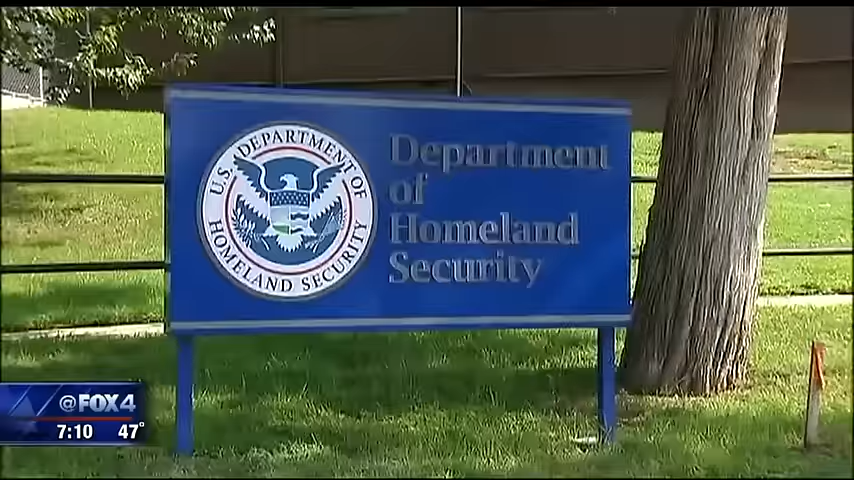 U.S. DEPARTMENT OF
HOMELAND SECURITY
Department
of
Homeland
Security
@FOX4
7:10 47°